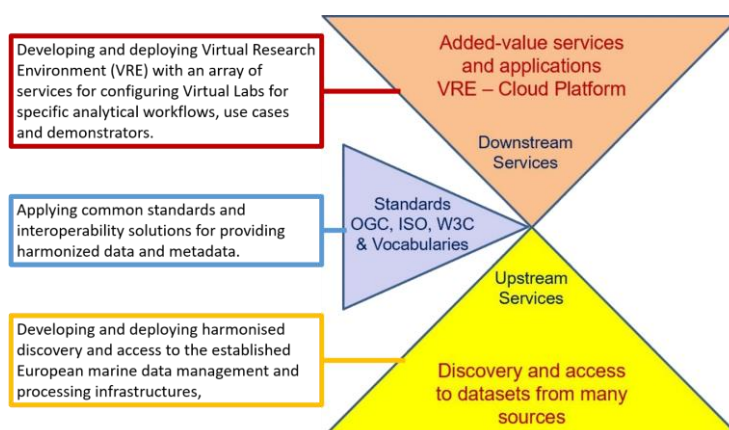 Developing and deploying Virtual Research
Environment (VRE) with an array of
services for configuring Virtual Labs for
specific analytical workflows, use cases
and demonstrators.
Added-value services
and applications
VRE – Cloud Platform
Downstream
Services
Applying common standards and
interoperability solutions for providing
harmonized data and metadata.
Standards
OGC, ISO, W3C
& Vocabularies
Upstream
Services
Developing and deploying harmonised
discovery and access to the established
European marine data management and
processing infrastructures,
Discovery and access
to datasets from many
sources